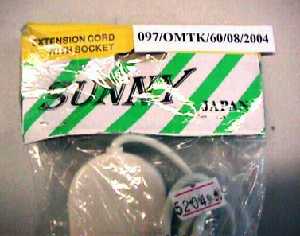 EXTENSION CORD
WITH SOCKET
097/OMTK/60/08/2004
SUNNY
JAPAN